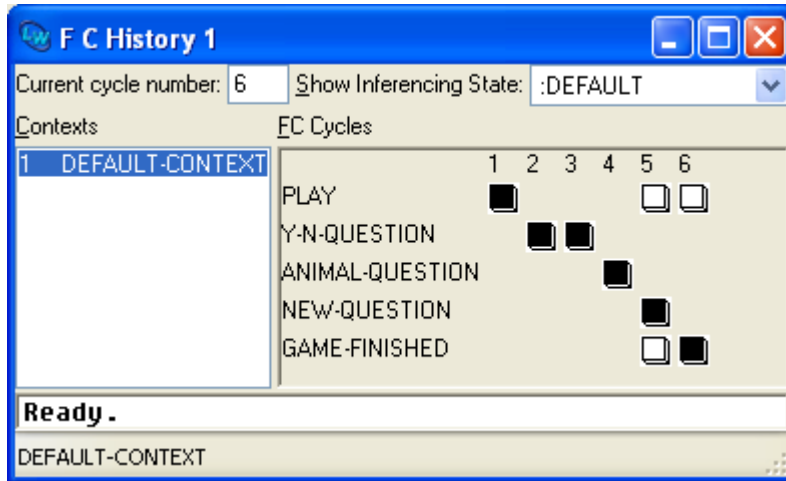 F C History 1
Current cycle number: 6 Show Inferencing State: :DEFAULT
Contexts FC Cycles
1 DEFAULT-CONTEXT
1 2 3 4 5 6
PLAY
Y-N-QUESTION
ANIMAL-QUESTION
NEW-QUESTION
GAME-FINISHED
Ready.
DEFAULT-CONTEXT